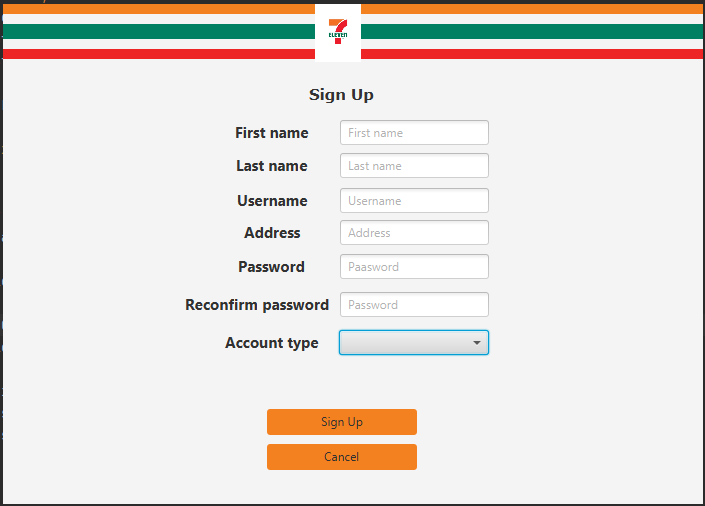 7
ELEVEN
Sign Up
First name First name
Last name Last name
Username Username
Address Address
Password Paasword
Reconfirm password Password
Account type
Sign Up
Cancel